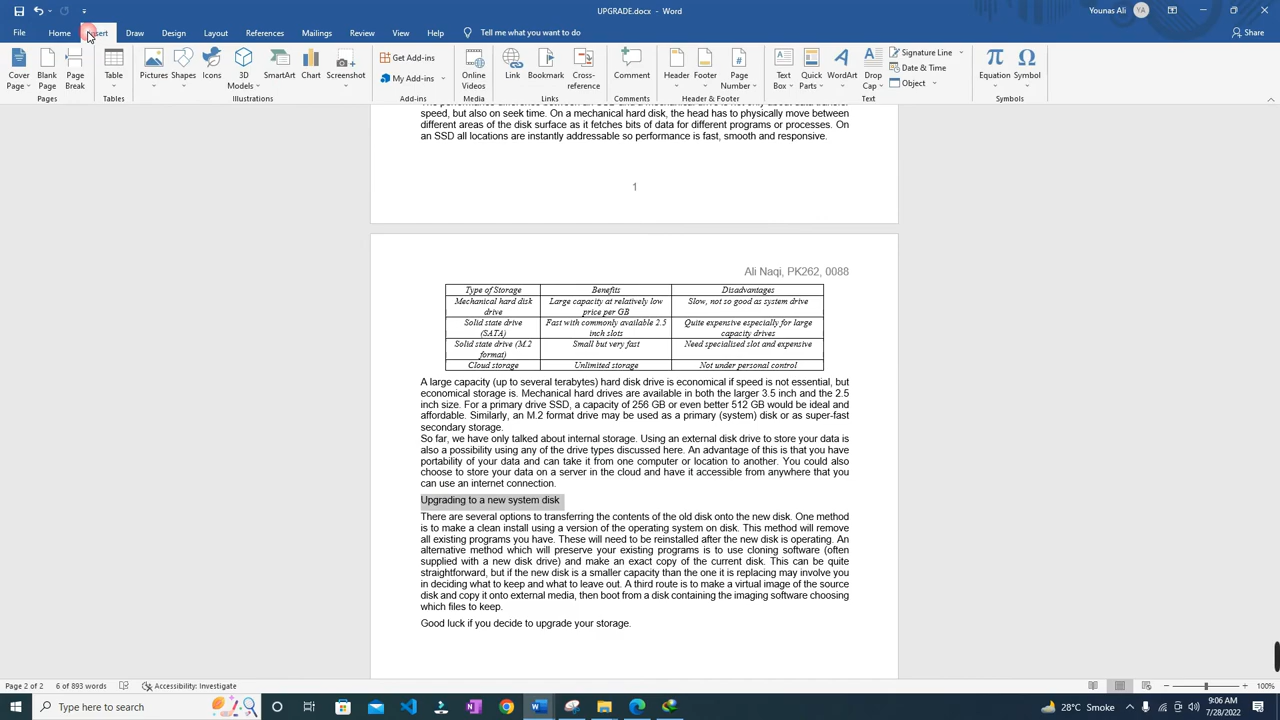 UPGRADE.docx - Word
Younas Ali YA
File Home Insert Draw Design Layout References Mailings Review View Help Tell me what you want to do Share
Cover Page Blank Page Page Break Table Pictures Shapes Icons 3D Models SmartArt Chart Screenshot Get Add-ins My Add-ins Online Videos Link Bookmark Cross-reference Comment Header Footer Page Number Text Box Quick Parts WordArt Drop Cap Signature Line Date & Time Object Equation Symbol
Pages Tables Illustrations Add-ins Media Links Comments Header & Footer Text Symbols
speed, but also on seek time. On a mechanical hard disk, the head has to physically move between
different areas of the disk surface as it fetches bits of data for different programs or processes. On
an SSD all locations are instantly addressable so performance is fast, smooth and responsive.
1
Ali Naqi, PK262, 0088
Type of Storage Benefits Disadvantages
Mechanical hard disk drive Large capacity at relatively low price per GB Slow, not so good as system drive
Solid state drive (SATA) Fast with commonly available 2.5 inch slots Quite expensive especially for large capacity drives
Solid state drive (M.2 format) Small but very fast Need specialised slot and expensive
Cloud storage Unlimited storage Not under personal control
A large capacity (up to several terabytes) hard disk drive is economical if speed is not essential, but
economical storage is. Mechanical hard drives are available in both the larger 3.5 inch and the 2.5
inch size. For a primary drive SSD, a capacity of 256 GB or even better 512 GB would be ideal and
affordable. Similarly, an M.2 format drive may be used as a primary (system) disk or as super-fast
secondary storage.
So far, we have only talked about internal storage. Using an external disk drive to store your data is
also a possibility using any of the drive types discussed here. An advantage of this is that you have
portability of your data and can take it from one computer or location to another. You could also
choose to store your data on a server in the cloud and have it accessible from anywhere that you
can use an internet connection.
Upgrading to a new system disk
There are several options to transferring the contents of the old disk onto the new disk. One method
is to make a clean install using a version of the operating system on disk. This method will remove
all existing programs you have. These will need to be reinstalled after the new disk is operating. An
alternative method which will preserve your existing programs is to use cloning software (often
supplied with a new disk drive) and make an exact copy of the current disk. This can be quite
straightforward, but if the new disk is a smaller capacity than the one it is replacing may involve you
in deciding what to keep and what to leave out. A third route is to make a virtual image of the source
disk and copy it onto external media, then boot from a disk containing the imaging software choosing
which files to keep.
Good luck if you decide to upgrade your storage.
Page 2 of 2 6 of 893 words Accessibility: Investigate 100%
Type here to search 28°C Smoke 9:06 AM
7/28/2022